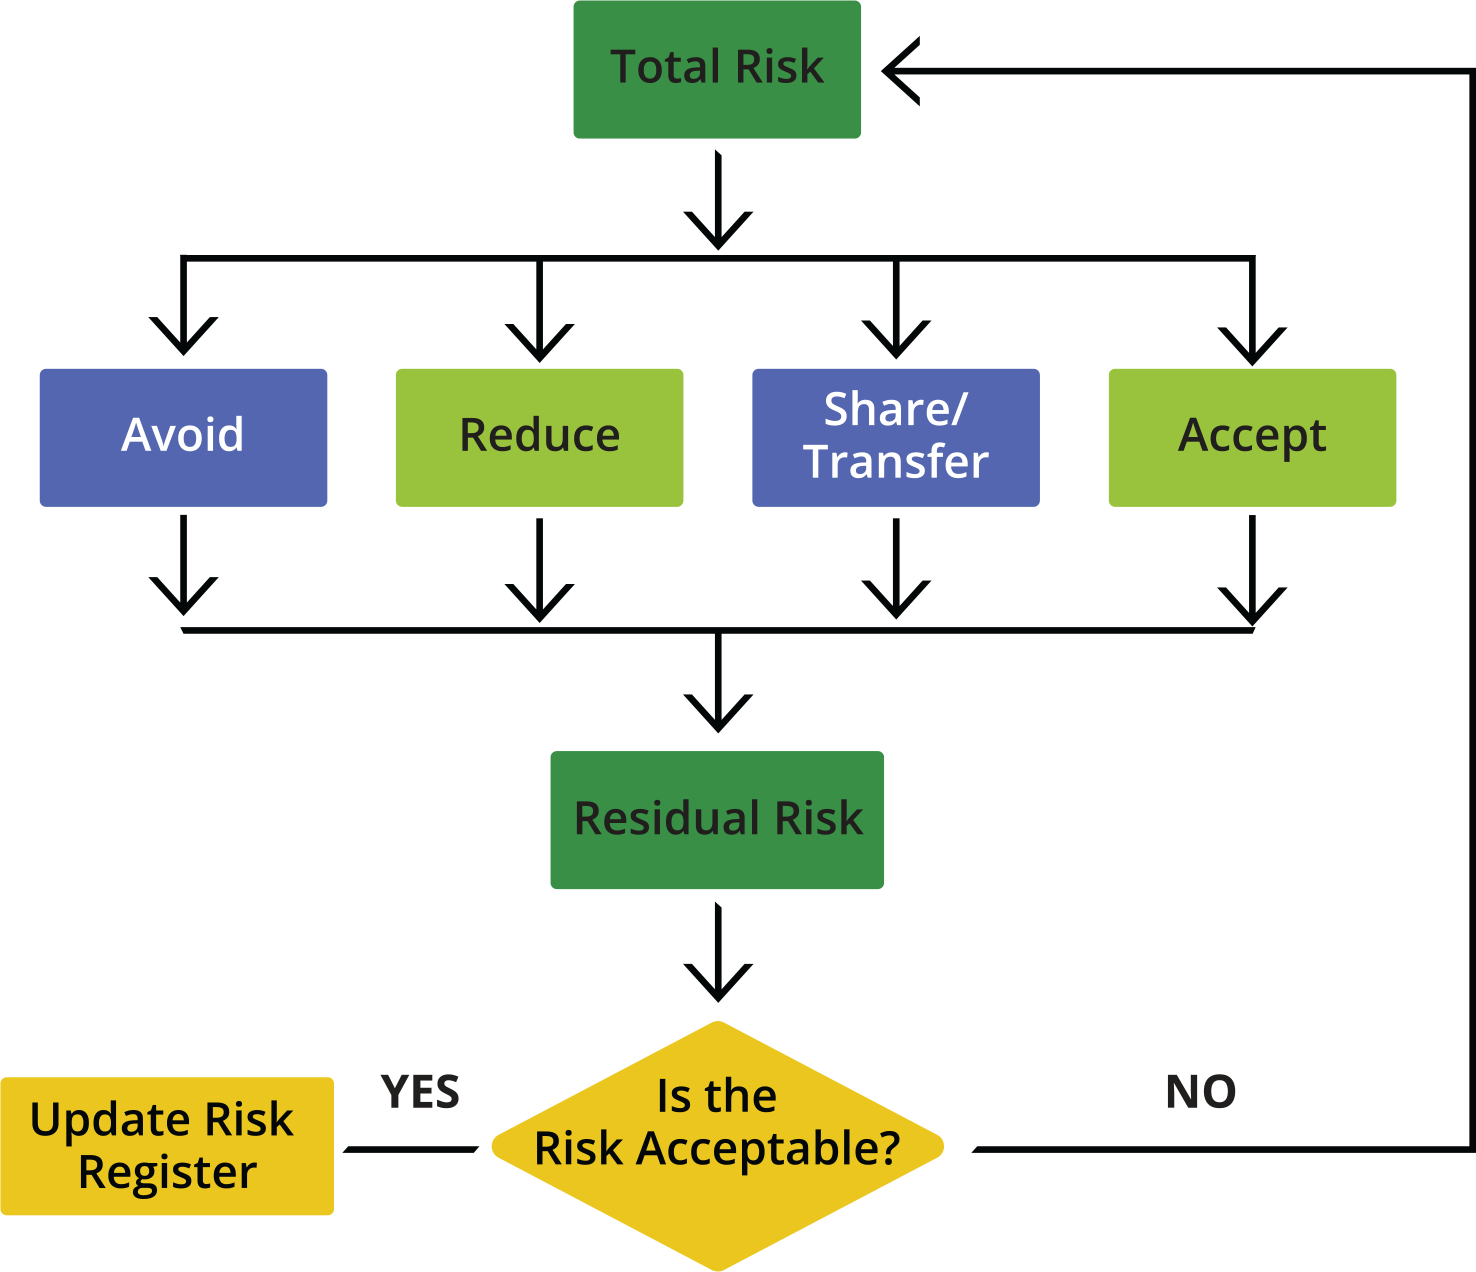 Total Risk
Avoid
Reduce
Share/
Transfer
Accept
Residual Risk
Is the
Risk Acceptable?
YES
NO
Update Risk
Register